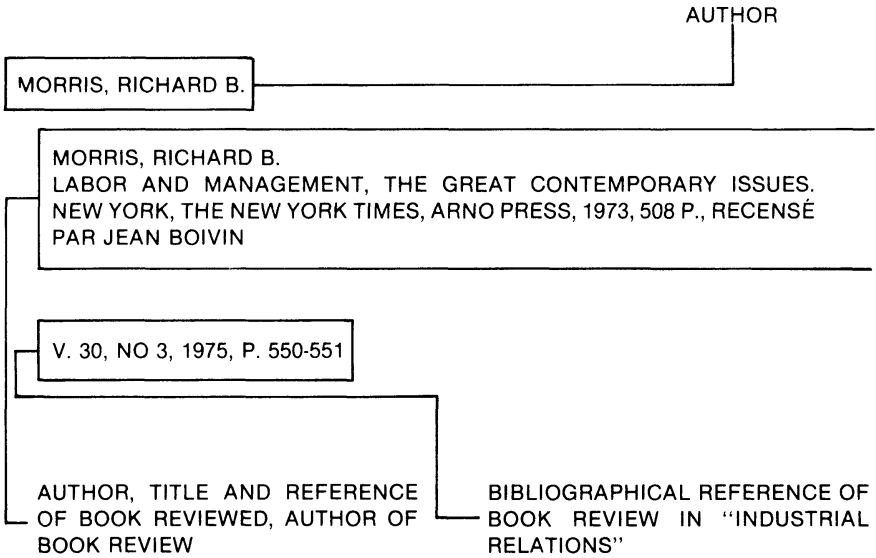 AUTHOR
MORRIS, RICHARD B.
MORRIS, RICHARD B.
LABOR AND MANAGEMENT, THE GREAT CONTEMPORARY ISSUES.
NEW YORK, THE NEW YORK TIMES, ARNO PRESS, 1973, 508 P., RECENSÉ
PAR JEAN BOIVIN
V. 30, NO 3, 1975, P. 550-551
AUTHOR, TITLE AND REFERENCE
OF BOOK REVIEWED, AUTHOR OF
BOOK REVIEW
BIBLIOGRAPHICAL REFERENCE OF
BOOK REVIEW IN "INDUSTRIAL
RELATIONS"